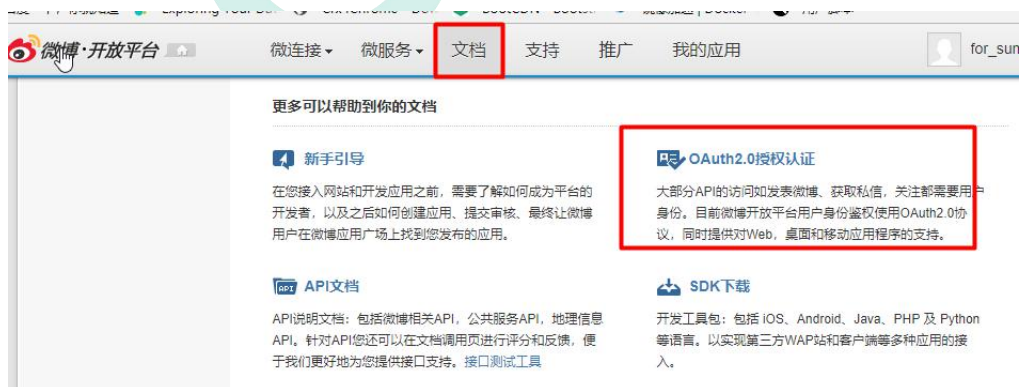 微博·开放平台 微连接 微服务 文档 支持 推广 我的应用 for_sun
更多可以帮助到你的文档
新手引导
在您接入网站和开发应用之前，需要了解如何成为平台的
开发者，以及之后如何创建应用、提交审核、最终让微博
用户在微博应用广场上找到您发布的应用。
OAuth2.0授权认证
大部分API的访问如发表微博、获取私信，关注都需要用户
身份。目前微博开放平台用户身份鉴权使用OAuth2.0协
议，同时提供对Web，桌面和移动应用程序的支持。
API文档
API说明文档：包括微博相关API，公共服务API，地理信息
API。针对API您还可以在文档调用页进行评分和反馈，便
于我们更好地为您提供接口支持。接口测试工具
SDK下载
开发工具包：包括 iOS、Android、Java、PHP 及 Python
等语言。以实现第三方WAP站和客户端等多种应用的接
入。